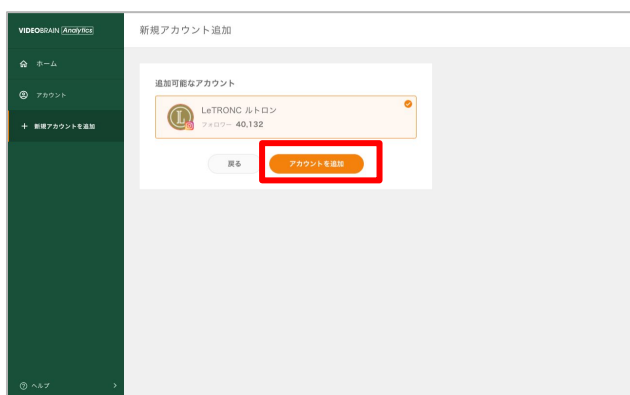 VIDEOBRAIN Analytics
ホーム
アカウント
新規アカウントを追加
ヘルプ
新規アカウント追加
追加可能なアカウント
LeTRONC ルトロン
フォロワー 40,132
戻る
アカウントを追加